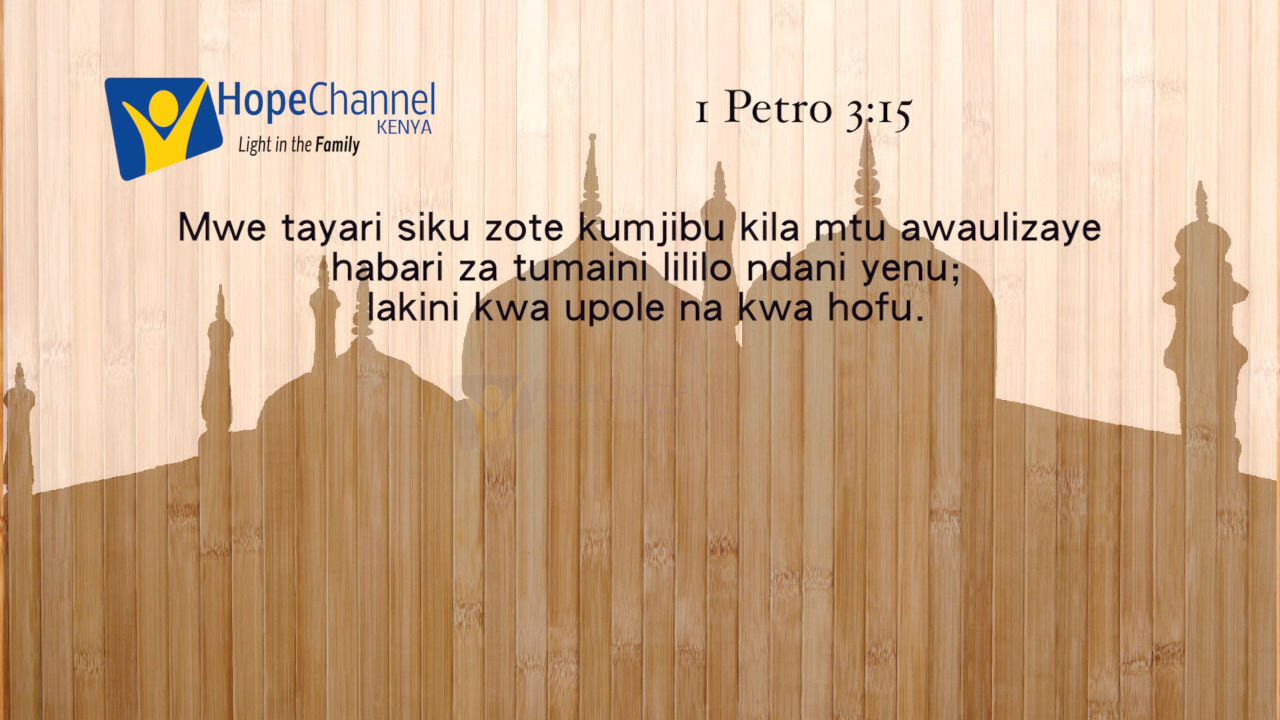 HopeChannel
KENYA
Light in the Family
1 Petro 3:15
Mwe tayari siku zote kumjibu kila mtu awaulizaye
habari za tumaini lililo ndani yenu;
lakini kwa upole na kwa hofu.